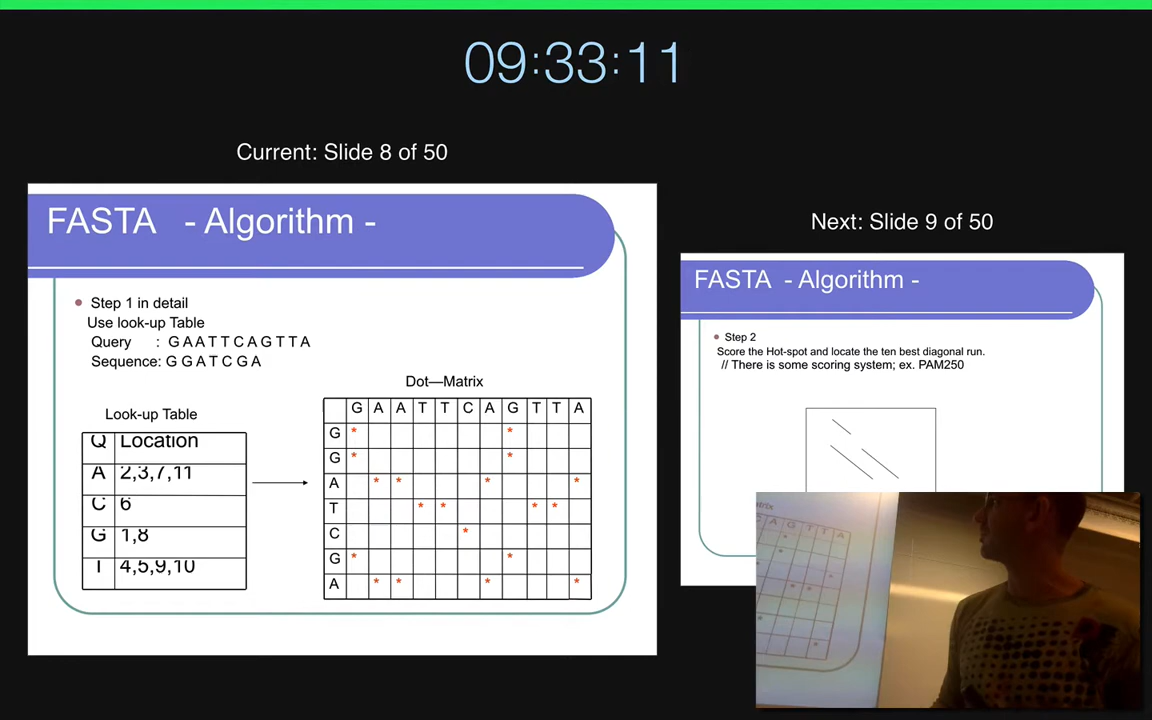 09:33:11
Current: Slide 8 of 50
FASTA - Algorithm -
Step 1 in detail
Use look-up Table
Query : G A A T T C A G T T A
Sequence: G G A T C G A
Look-up Table
Q Location
A 2,3,7,11
C 6
G 1,8
T 4,5,9,10
Dot—Matrix
G A A T T C A G T T A
G * *
G * *
A * * * *
T * * * *
C *
G * *
A * * * *
Next: Slide 9 of 50
FASTA - Algorithm -
Step 2
Score the Hot-spot and locate the ten best diagonal run.
// There is some scoring system; ex. PAM250
C A G T T A